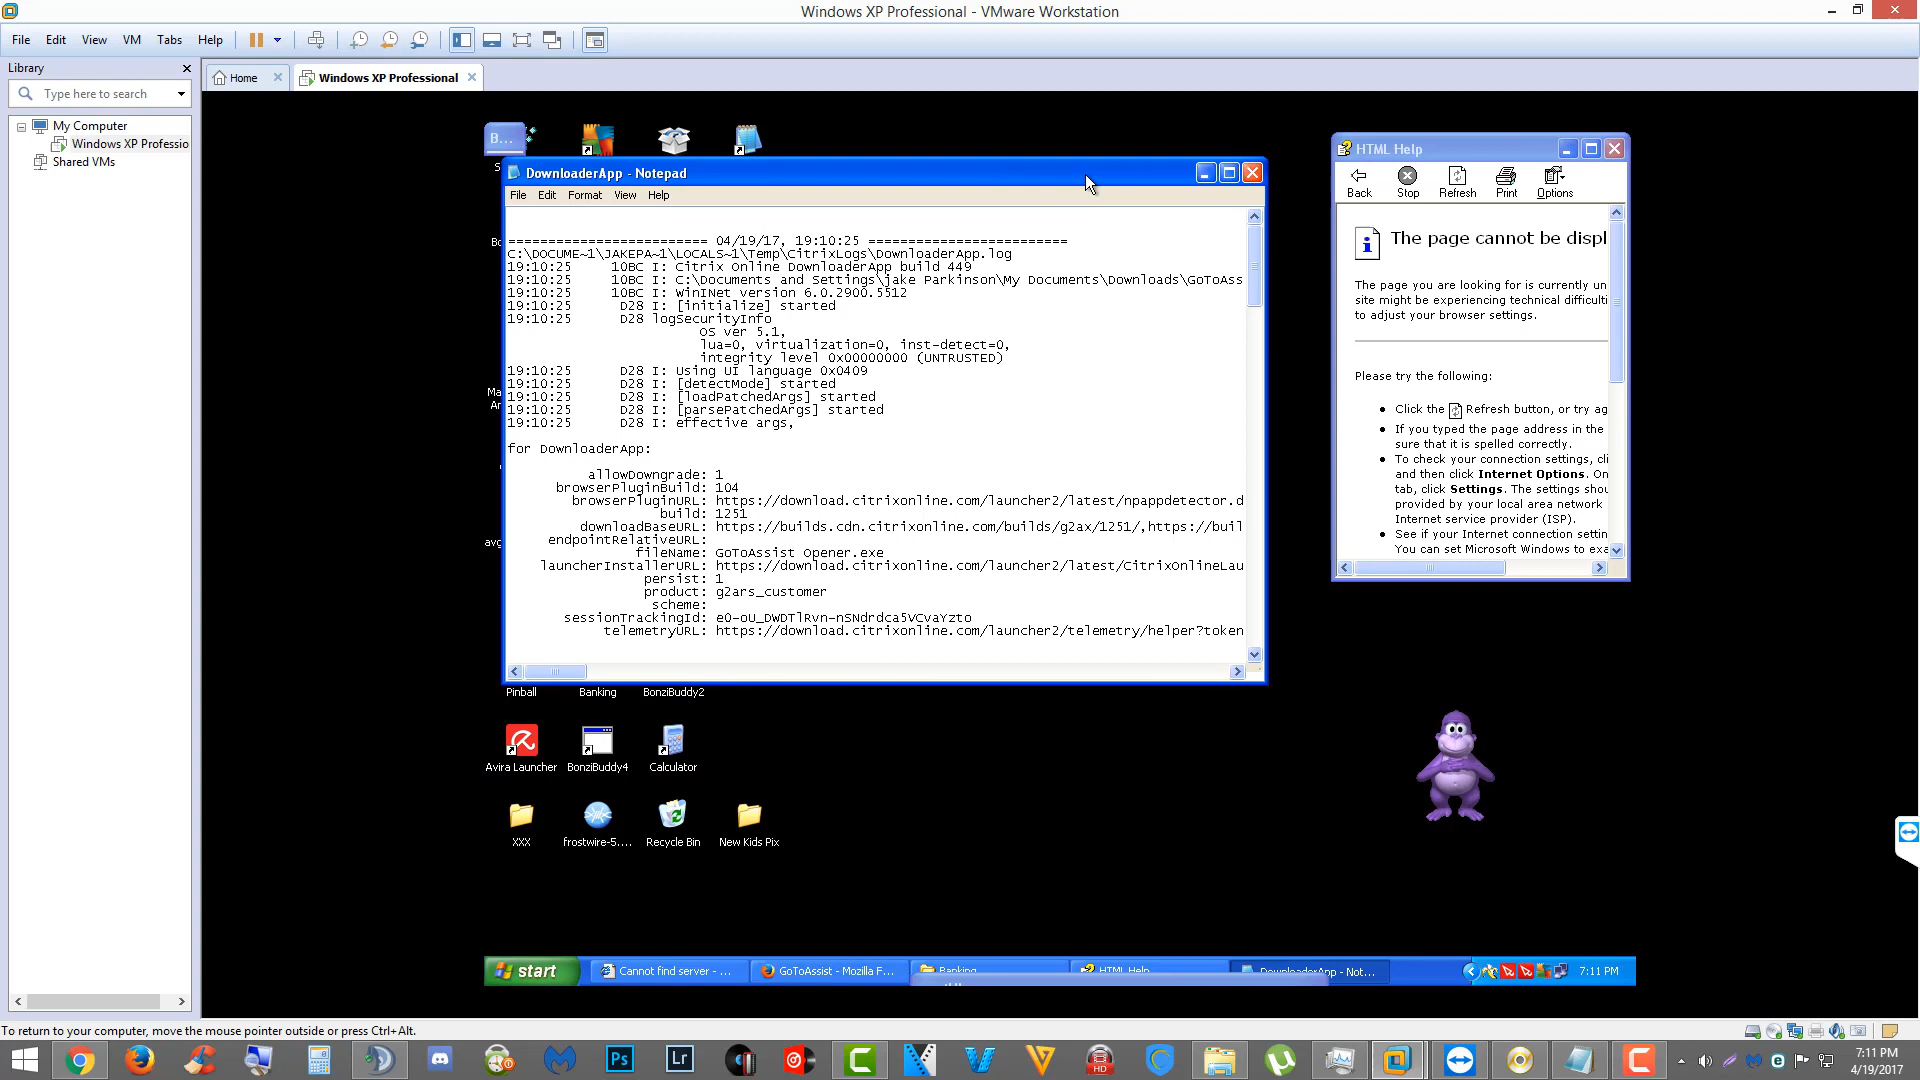 Windows XP Professional - VMware Workstation
File Edit View VM Tabs Help
Library
Home
Windows XP Professional
Type here to search
My Computer
Windows XP Professio
Shared VMs
B...
DownloaderApp - Notepad
File Edit Format View Help
========================= 04/19/17, 19:10:25 =========================
C:\DOCUME~1\JAKEPA~1\LOCALS~1\Temp\CitrixLogs\DownloaderApp.log
19:10:25 10BC I: Citrix Online DownloaderApp build 449
19:10:25 10BC I: C:\Documents and Settings\jake Parkinson\My Documents\Downloads\GoToAss
19:10:25 10BC I: WinINet version 6.0.2900.5512
19:10:25 D28 I: [initialize] started
19:10:25 D28 logSecurityInfo
OS ver 5.1,
lua=0, virtualization=0, inst-detect=0,
integrity level 0x00000000 (UNTRUSTED)
19:10:25 D28 I: Using UI language 0x0409
19:10:25 D28 I: [detectMode] started
19:10:25 D28 I: [loadPatchedArgs] started
19:10:25 D28 I: [parsePatchedArgs] started
19:10:25 D28 I: effective args,
for DownloaderApp:
allowDowngrade: 1
browserPluginBuild: 104
browserPluginURL: https://download.citrixonline.com/launcher2/latest/npappdetector.d
build: 1251
downloadBaseURL: https://builds.cdn.citrixonline.com/builds/g2ax/1251/,https://buil
endpointRelativeURL:
fileName: GoToAssist Opener.exe
launcherInstallerURL: https://download.citrixonline.com/launcher2/latest/CitrixOnlineLau
persist: 1
product: g2ars_customer
scheme:
sessionTrackingId: e0-oU_DWDTlRvn-nSNdrdca5VCvaYzto
telemetryURL: https://download.citrixonline.com/launcher2/telemetry/helper?token
HTML Help
Back Stop Refresh Print Options
The page cannot be displ
The page you are looking for is currently un
site might be experiencing technical difficulti
to adjust your browser settings.
Please try the following:
Click the Refresh button, or try ag
If you typed the page address in the
sure that it is spelled correctly.
To check your connection settings, cli
and then click Internet Options. On
tab, click Settings. The settings shou
provided by your local area network
Internet service provider (ISP).
See if your Internet connection settin
You can set Microsoft Windows to exa
Pinball Banking BonziBuddy2
Avira Launcher BonziBuddy4 Calculator
XXX frostwire-5.... Recycle Bin New Kids Pix
start
Cannot find server - ...
GoToAssist - Mozilla F...
Banking
HTML Help
DownloaderApp - Not...
7:11 PM
To return to your computer, move the mouse pointer outside or press Ctrl+Alt.
Ps
Lr
HD
7:11 PM
4/19/2017